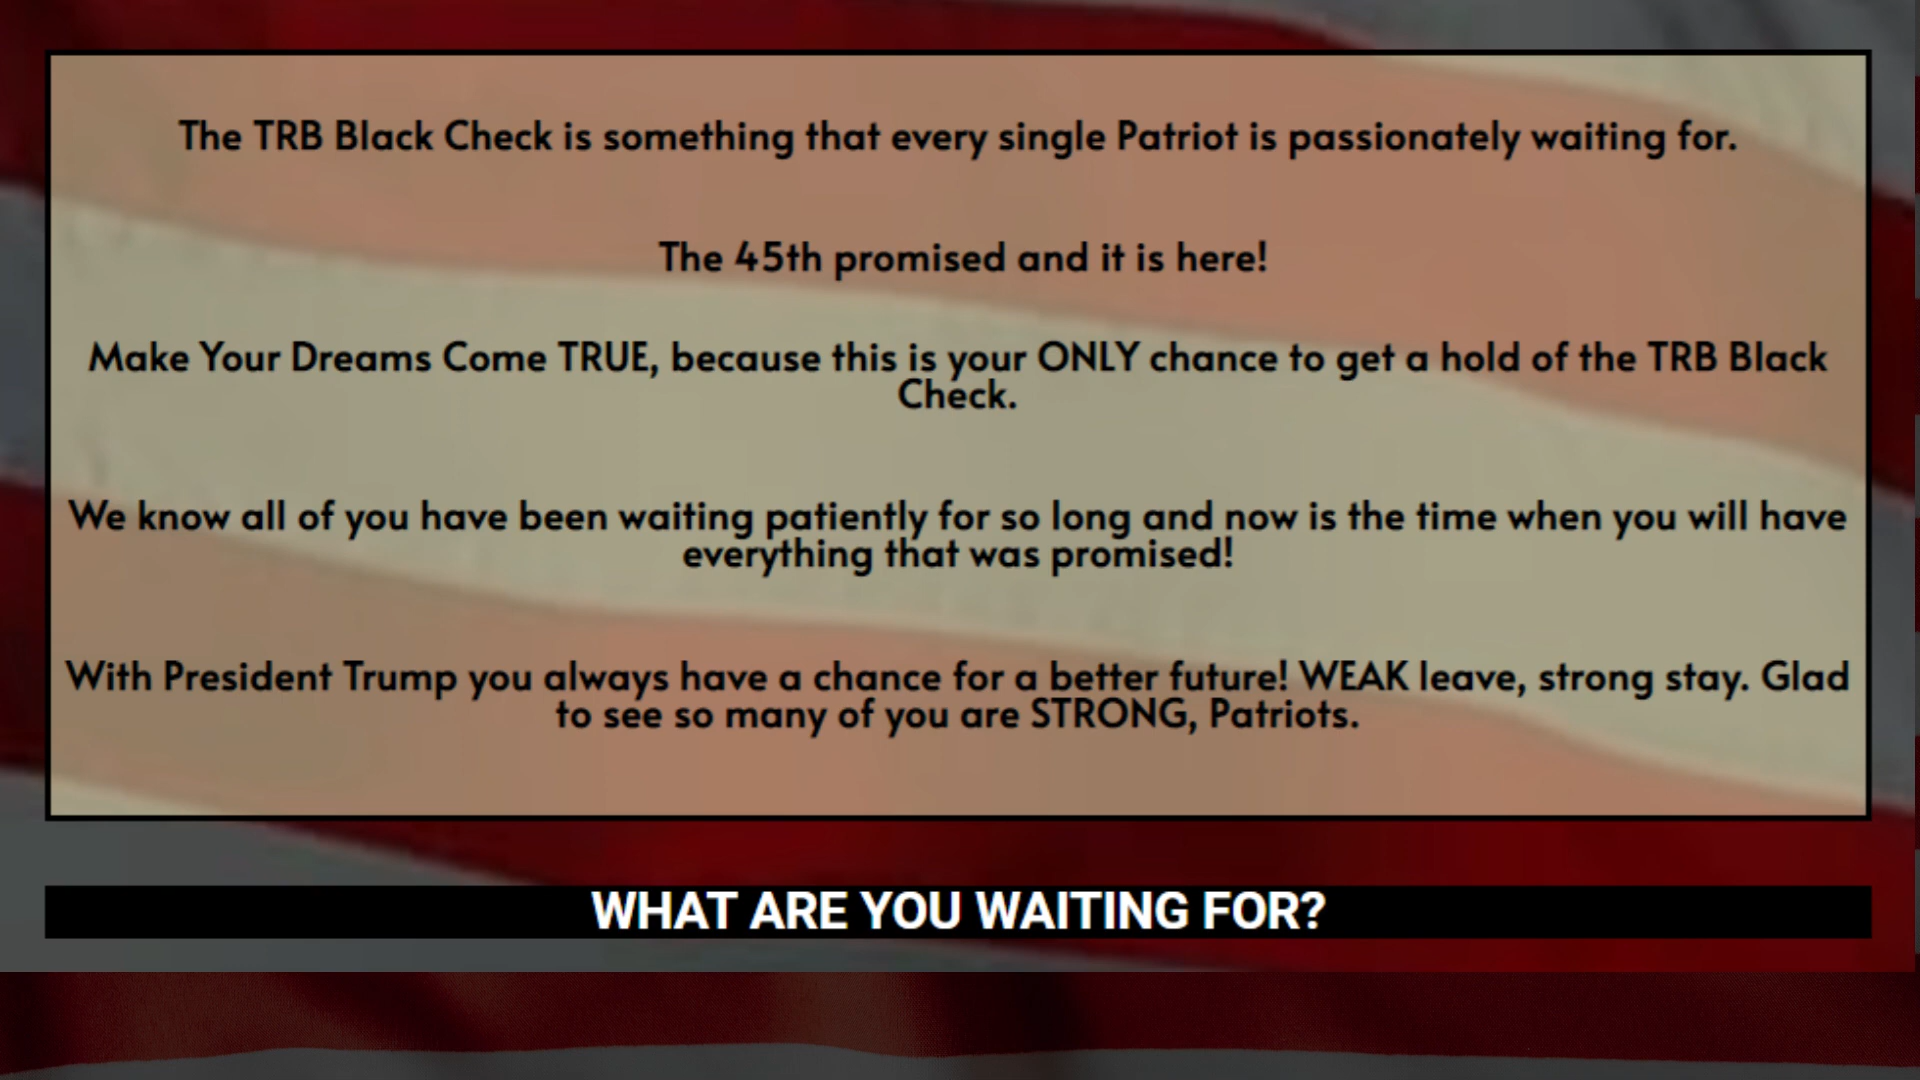 The TRB Black Check is something that every single Patriot is passionately waiting for.
The 45th promised and it is here!
Make Your Dreams Come TRUE, because this is your ONLY chance to get a hold of the TRB Black
Check.
We know all of you have been waiting patiently for so long and now is the time when you will have
everything that was promised!
With President Trump you always have a chance for a better future! WEAK leave, strong stay. Glad
to see so many of you are STRONG, Patriots.
WHAT ARE YOU WAITING FOR?